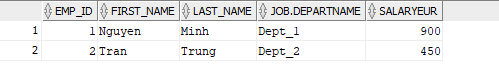 EMP_ID FIRST_NAME LAST_NAME JOB.DEPARTNAME SALARYEUR
1 1 Nguyen Minh Dept_1 900
2 2 Tran Trung Dept_2 450